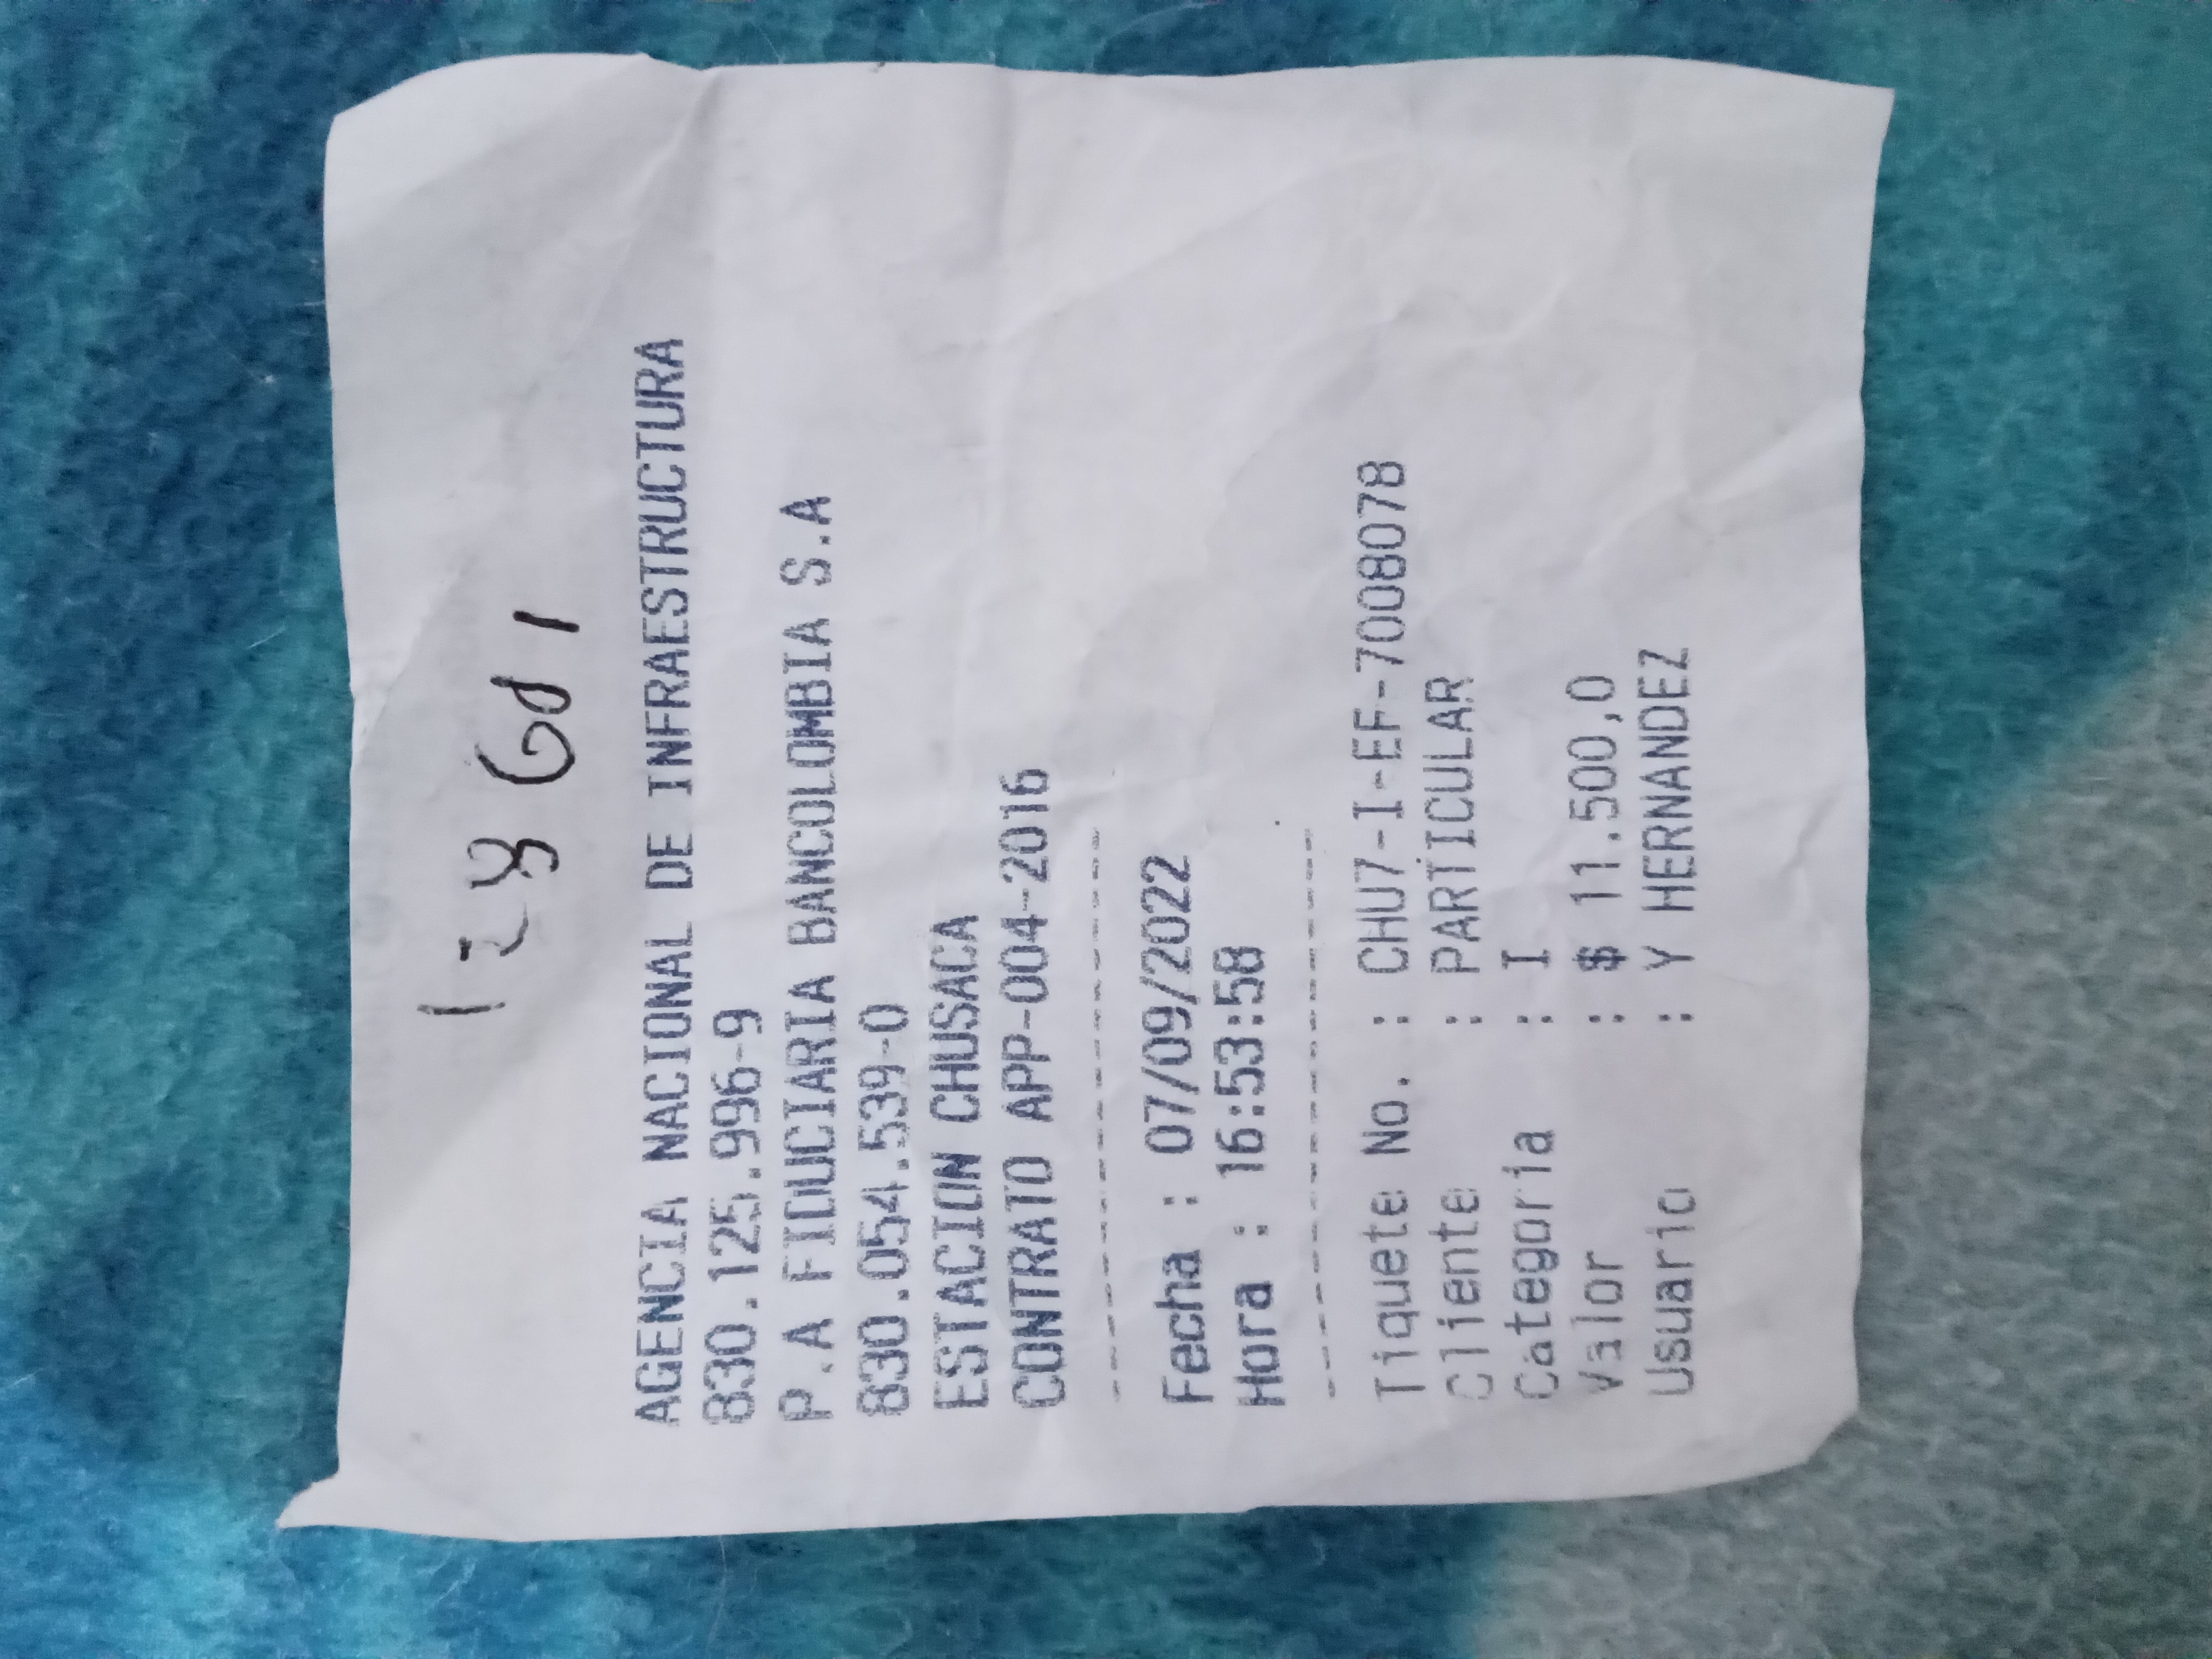 AGENCIA NACIONAL DE INFRAESTRUCTURA
830.125.996-9
P.A FIDUCIARIA BANCOLOMBIA S.A
830.054.539-0
ESTACION CHUSACA
CONTRATO APP-004-2016
--------------------
Fecha : 07/09/2022
Hora : 16:53:58
--------------------
Tiquete No. : CHU7-I-EF-7008078
Cliente : PARTICULAR
Categoria : I
Valor : $ 11.500,0
Usuario : Y HERNANDEZ